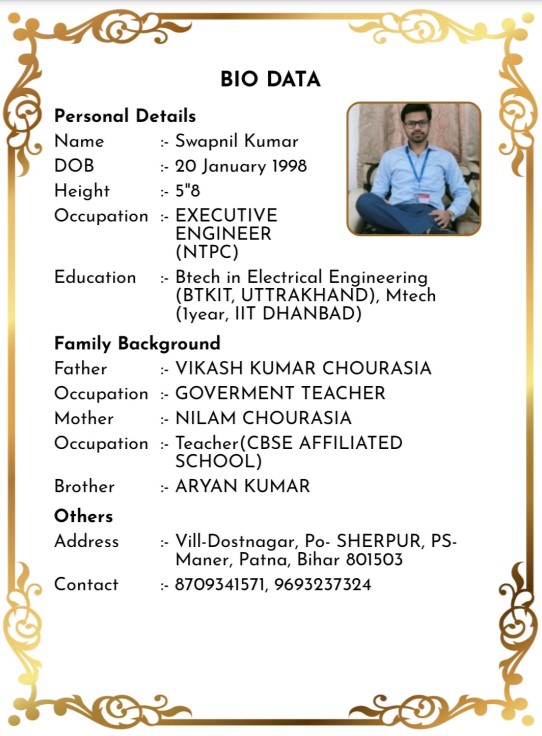 BIO DATA
Personal Details
Name :- Swapnil Kumar
DOB :- 20 January 1998
Height :- 5"8
Occupation :- EXECUTIVE
ENGINEER
(NTPC)
Education :- Btech in Electrical Engineering
(BTKIT, UTTRAKHAND), Mtech
(1year, IIT DHANBAD)
Family Background
Father :- VIKASH KUMAR CHOURASIA
Occupation :- GOVERMENT TEACHER
Mother :- NILAM CHOURASIA
Occupation :- Teacher(CBSE AFFILIATED
SCHOOL)
Brother :- ARYAN KUMAR
Others
Address :- Vill-Dostnagar, Po- SHERPUR, PS-
Maner, Patna, Bihar 801503
Contact :- 8709341571, 9693237324